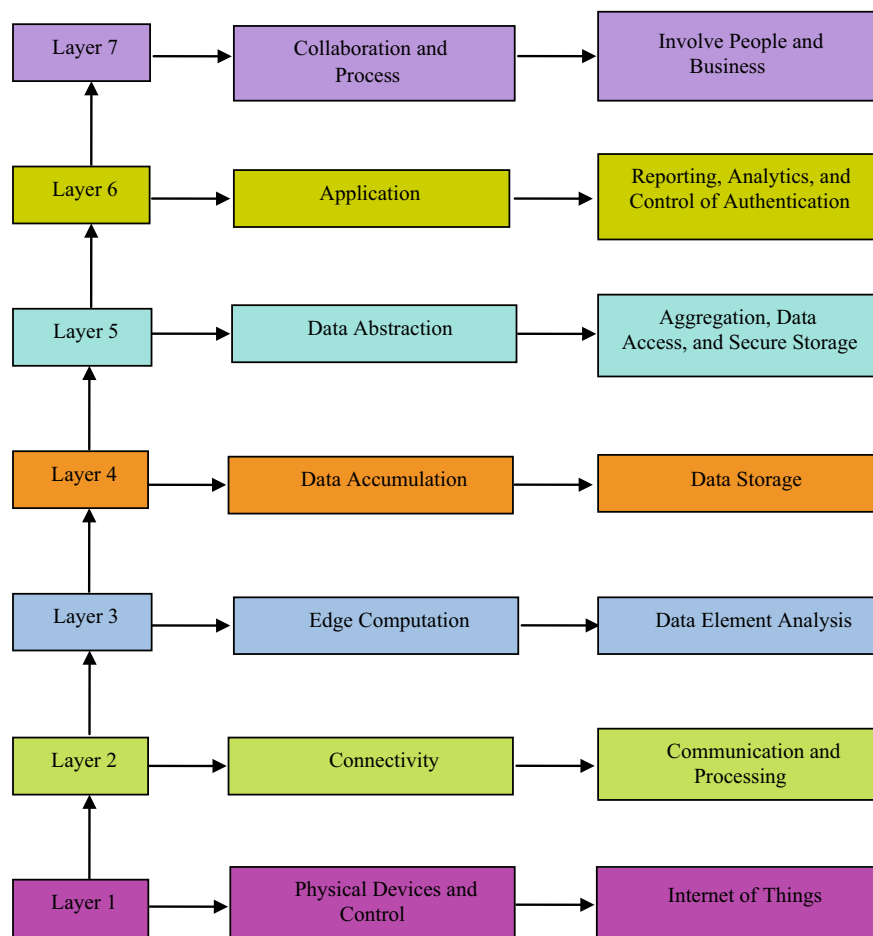 Layer 7
Collaboration and
Process
Involve People and
Business
Layer 6
Application
Reporting, Analytics, and
Control of Authentication
Layer 5
Data Abstraction
Aggregation, Data
Access, and Secure Storage
Layer 4
Data Accumulation
Data Storage
Layer 3
Edge Computation
Data Element Analysis
Layer 2
Connectivity
Communication and
Processing
Layer 1
Physical Devices and
Control
Internet of Things